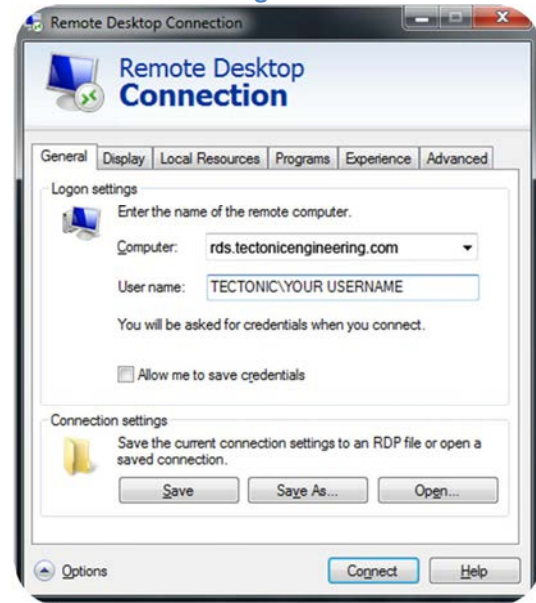 Remote Desktop Connection
Remote Desktop
Connection
General Display Local Resources Programs Experience Advanced
Logon settings
Enter the name of the remote computer.
Computer: rds.tectonicengineering.com
User name: TECTONIC\YOUR USERNAME
You will be asked for credentials when you connect.
Allow me to save credentials
Connection settings
Save the current connection settings to an RDP file or open a
saved connection.
Save Save As... Open...
Options Connect Help